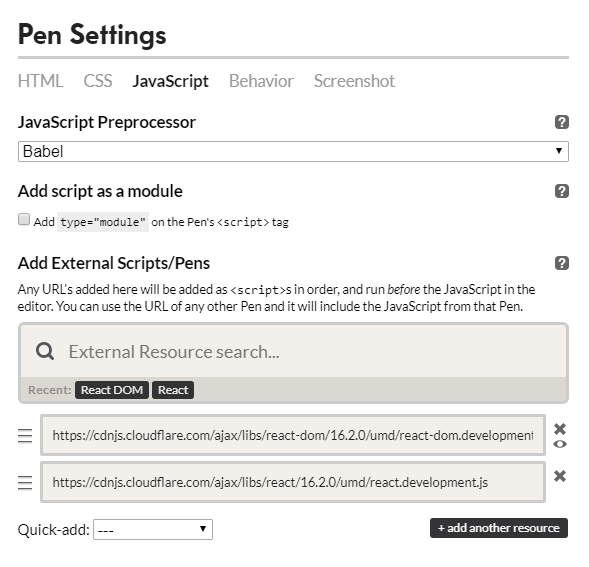 Pen Settings
HTML CSS JavaScript Behavior Screenshot
JavaScript Preprocessor ?
Babel
Add script as a module ?
Add type="module" on the Pen's <script> tag
Add External Scripts/Pens ?
Any URL's added here will be added as <script>s in order, and run before the JavaScript in the
editor. You can use the URL of any other Pen and it will include the JavaScript from that Pen.
External Resource search...
Recent: React DOM React
https://cdnjs.cloudflare.com/ajax/libs/react-dom/16.2.0/umd/react-dom.development
https://cdnjs.cloudflare.com/ajax/libs/react/16.2.0/umd/react.development.js
Quick-add: --- + add another resource